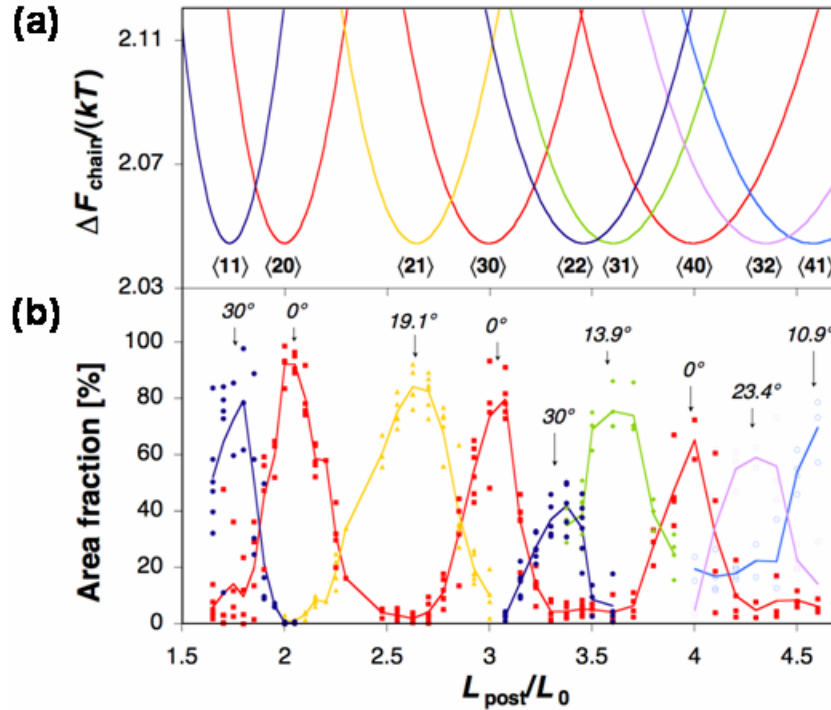 (a)
ΔF_chain/(kT)
2.11
2.07
2.03
⟨11⟩ ⟨20⟩ ⟨21⟩ ⟨30⟩ ⟨22⟩ ⟨31⟩ ⟨40⟩ ⟨32⟩ ⟨41⟩
(b)
Area fraction [%]
100
80
60
40
20
0
30° 0° 19.1° 0° 30° 13.9° 0° 23.4° 10.9°
1.5 2 2.5 3 3.5 4 4.5
L_post/L_0